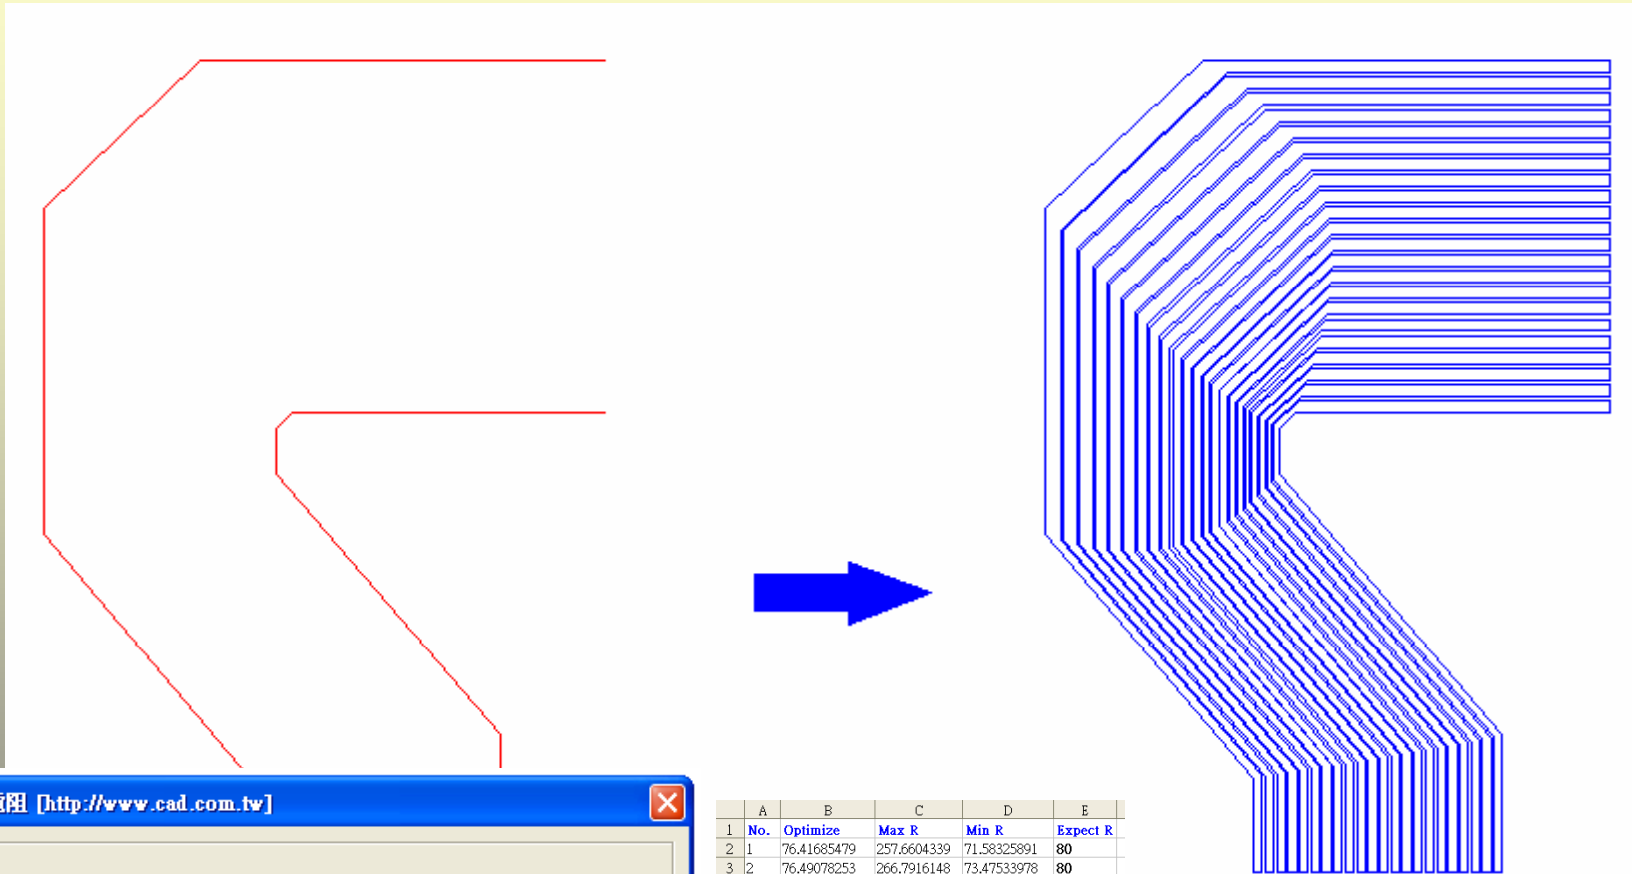 阻 [http://www.cad.com.tw]
A B C D E
1 No. Optimize Max R Min R Expect R
2 1 76.41685479 257.6604339 71.58325891 80
3 2 76.49078253 266.7916148 73.47533978 80